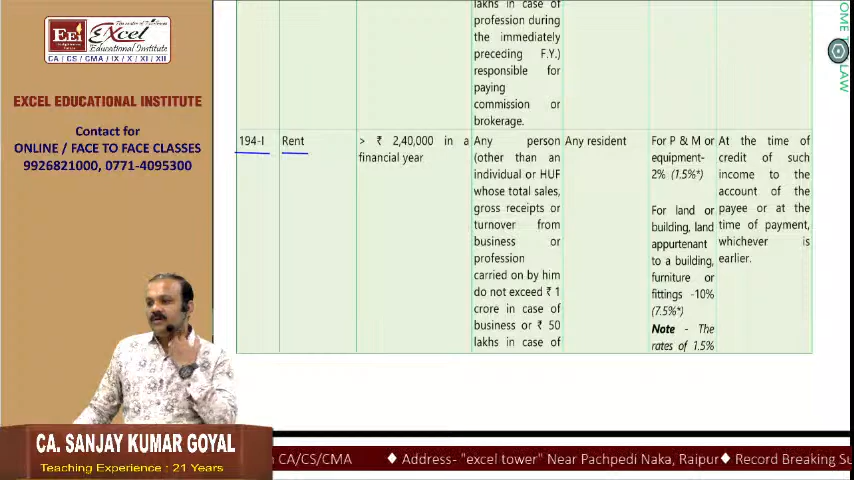 The centre of Excellence
EEi
EXCEL
Educational Institute
CA / CS / CMA / IX / X / XI / XII
EXCEL EDUCATIONAL INSTITUTE
Contact for
ONLINE / FACE TO FACE CLASSES
9926821000, 0771-4095300
lakhs in case of
profession during
the immediately
preceding F.Y.)
responsible for
paying
commission or
brokerage.
194-I
Rent
> ₹ 2,40,000 in a
financial year
Any person
(other than an
individual or HUF
whose total sales,
gross receipts or
turnover from
business or
profession
carried on by him
do not exceed ₹ 1
crore in case of
business or ₹ 50
lakhs in case of
Any resident
For P & M or
equipment-
2% (1.5%*)
For land or
building, land
appurtenant
to a building,
furniture or
fittings -10%
(7.5%*)
Note - The
rates of 1.5%
At the time of
credit of such
income to the
account of the
payee or at the
time of payment,
whichever is
earlier.
OME T
LAW
CA. SANJAY KUMAR GOYAL
Teaching Experience : 21 Years
n CA/CS/CMA ♦ Address- "excel tower" Near Pachpedi Naka, Raipur♦ Record Breaking Su